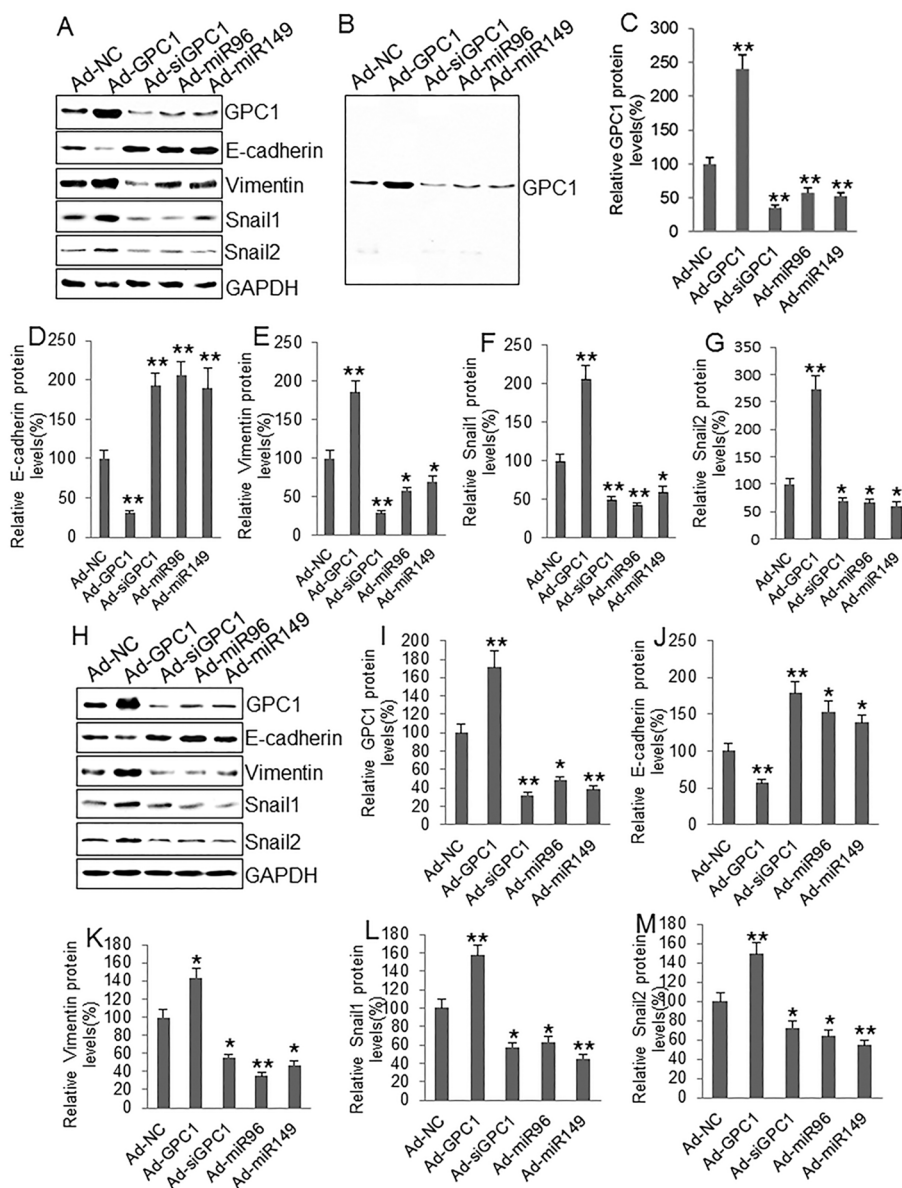 A
Ad-NC
Ad-GPC1
Ad-siGPC1
Ad-miR96
Ad-miR149
GPC1
E-cadherin
Vimentin
Snail1
Snail2
GAPDH
B
Ad-NC
Ad-GPC1
Ad-siGPC1
Ad-miR96
Ad-miR149
GPC1
C
Relative GPC1 protein
levels(%)
300
250
200
150
100
50
0
**
**
**
**
Ad-NC
Ad-GPC1
Ad-siGPC1
Ad-miR96
Ad-miR149
D
Relative E-cadherin protein
levels(%)
250
200
150
100
50
0
**
**
**
**
Ad-NC
Ad-GPC1
Ad-siGPC1
Ad-miR96
Ad-miR149
E
Relative Vimentin protein
levels(%)
250
200
150
100
50
0
**
**
*
*
Ad-NC
Ad-GPC1
Ad-siGPC1
Ad-miR96
Ad-miR149
F
Relative Snail1 protein
levels(%)
250
200
150
100
50
0
**
**
**
*
Ad-NC
Ad-GPC1
Ad-siGPC1
Ad-miR96
Ad-miR149
G
Relative Snail2 protein
levels(%)
350
300
250
200
150
100
50
0
**
*
*
*
Ad-NC
Ad-GPC1
Ad-siGPC1
Ad-miR96
Ad-miR149
H
Ad-NC
Ad-GPC1
Ad-siGPC1
Ad-miR96
Ad-miR149
GPC1
E-cadherin
Vimentin
Snail1
Snail2
GAPDH
I
Relative GPC1 protein
levels(%)
200
180
160
140
120
100
80
60
40
20
0
**
**
*
**
Ad-NC
Ad-GPC1
Ad-siGPC1
Ad-miR96
Ad-miR149
J
Relative E-cadherin protein
levels(%)
250
200
150
100
50
0
**
**
*
*
Ad-NC
Ad-GPC1
Ad-siGPC1
Ad-miR96
Ad-miR149
K
Relative Vimentin protein
levels(%)
180
160
140
120
100
80
60
40
20
0
*
*
**
*
Ad-NC
Ad-GPC1
Ad-siGPC1
Ad-miR96
Ad-miR149
L
Relative Snail1 protein
levels(%)
180
160
140
120
100
80
60
40
20
0
**
*
*
**
Ad-NC
Ad-GPC1
Ad-siGPC1
Ad-miR96
Ad-miR149
M
Relative Snail2 protein
levels(%)
180
160
140
120
100
80
60
40
20
0
**
*
*
**
Ad-NC
Ad-GPC1
Ad-siGPC1
Ad-miR96
Ad-miR149